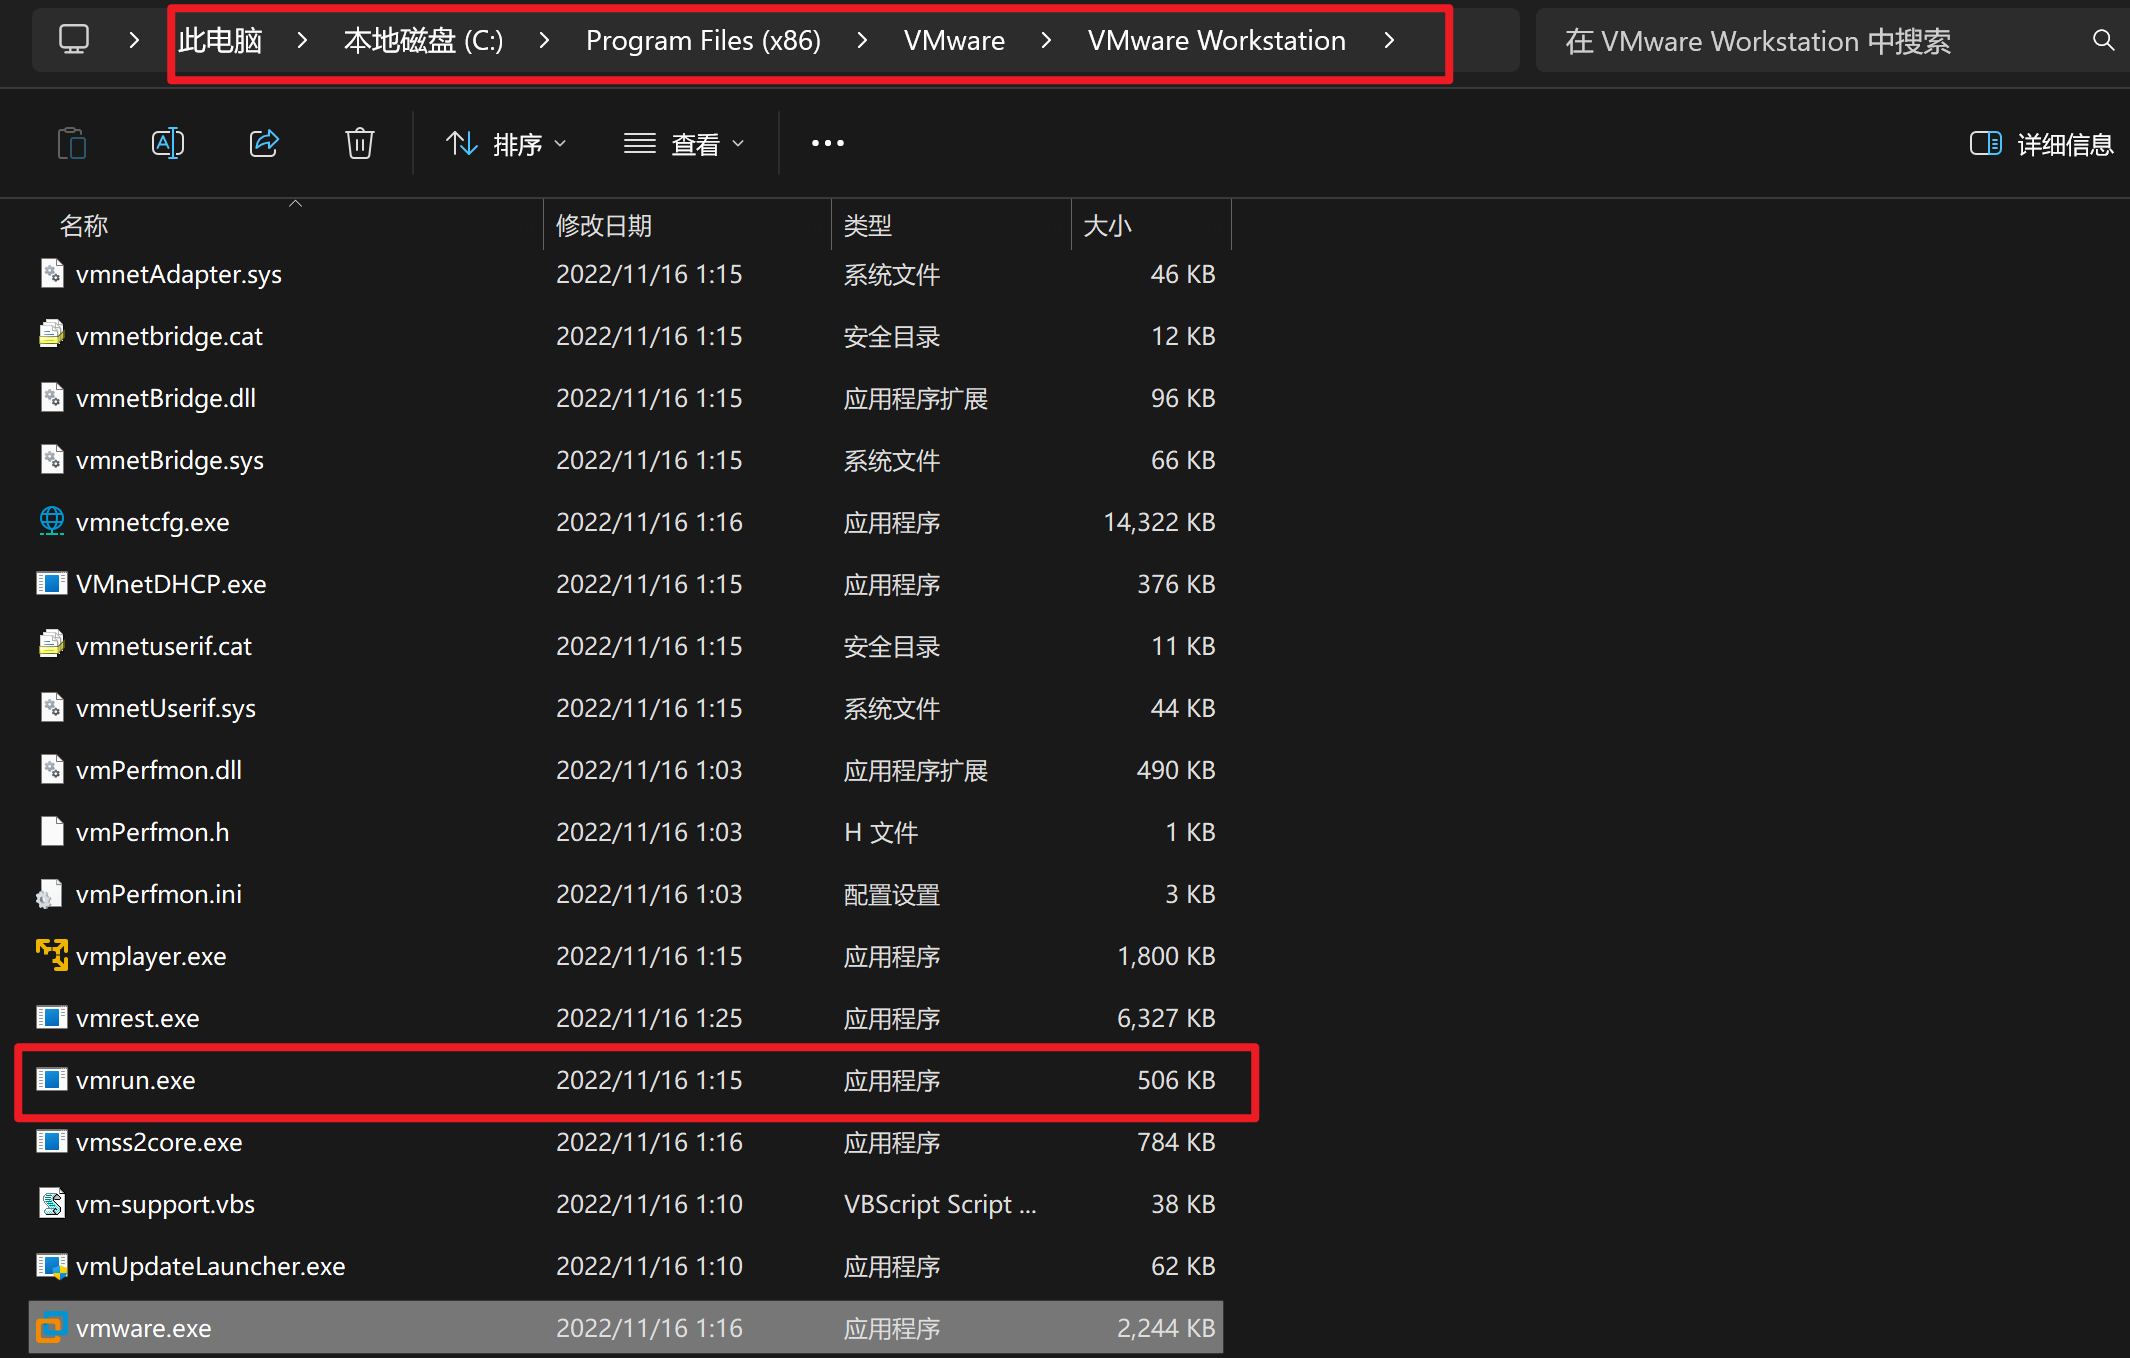 此电脑 > 本地磁盘 (C:) > Program Files (x86) > VMware > VMware Workstation >
在 VMware Workstation 中搜索
排序 查看 ... 详细信息
名称 修改日期 类型 大小
vmnetAdapter.sys 2022/11/16 1:15 系统文件 46 KB
vmnetbridge.cat 2022/11/16 1:15 安全目录 12 KB
vmnetBridge.dll 2022/11/16 1:15 应用程序扩展 96 KB
vmnetBridge.sys 2022/11/16 1:15 系统文件 66 KB
vmnetcfg.exe 2022/11/16 1:16 应用程序 14,322 KB
VMnetDHCP.exe 2022/11/16 1:15 应用程序 376 KB
vmnetuserif.cat 2022/11/16 1:15 安全目录 11 KB
vmnetUserif.sys 2022/11/16 1:15 系统文件 44 KB
vmPerfmon.dll 2022/11/16 1:03 应用程序扩展 490 KB
vmPerfmon.h 2022/11/16 1:03 H 文件 1 KB
vmPerfmon.ini 2022/11/16 1:03 配置设置 3 KB
vmplayer.exe 2022/11/16 1:15 应用程序 1,800 KB
vmrest.exe 2022/11/16 1:25 应用程序 6,327 KB
vmrun.exe 2022/11/16 1:15 应用程序 506 KB
vmss2core.exe 2022/11/16 1:16 应用程序 784 KB
vm-support.vbs 2022/11/16 1:10 VBScript Script ... 38 KB
vmUpdateLauncher.exe 2022/11/16 1:10 应用程序 62 KB
vmware.exe 2022/11/16 1:16 应用程序 2,244 KB